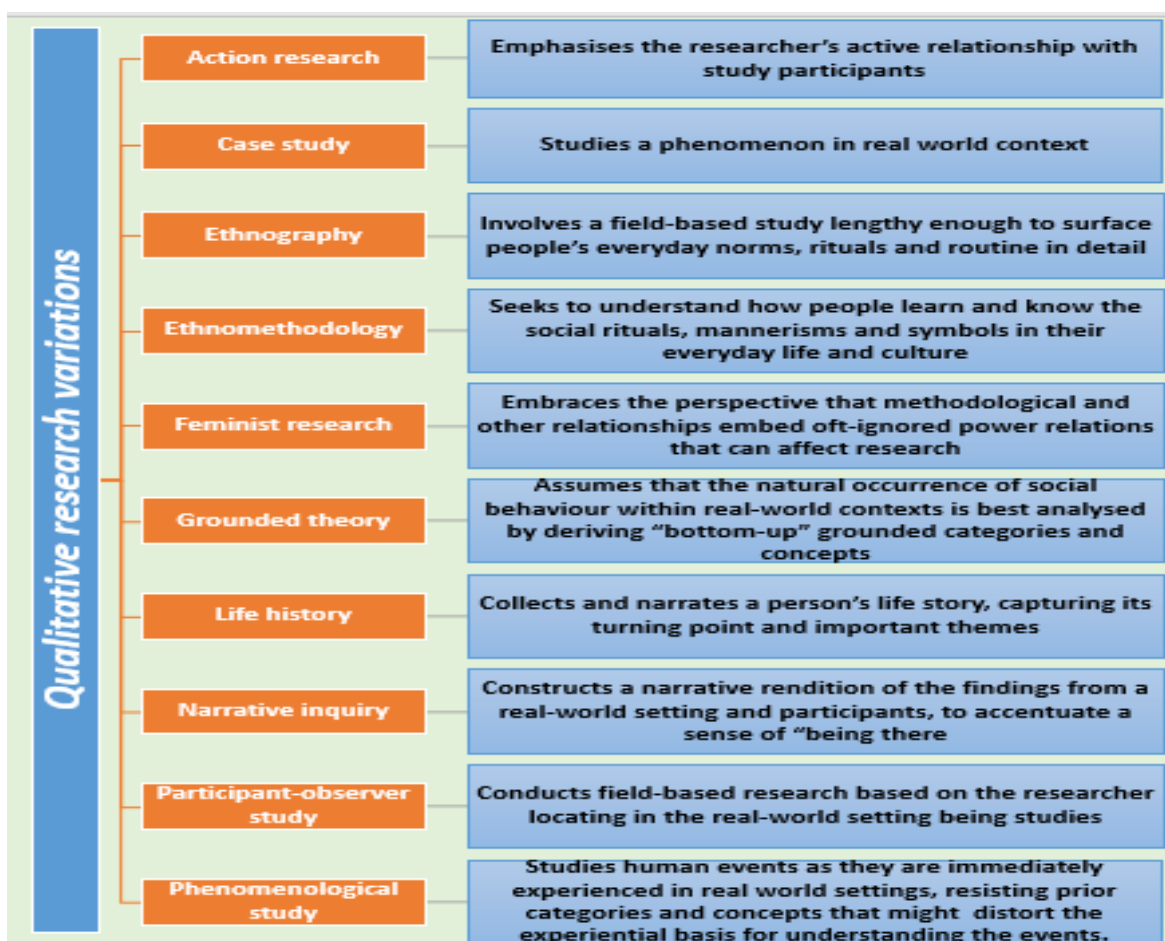 Qualitative research variations
Action research
Emphasises the researcher’s active relationship with
study participants
Case study
Studies a phenomenon in real world context
Ethnography
Involves a field-based study lengthy enough to surface
people’s everyday norms, rituals and routine in detail
Ethnomethodology
Seeks to understand how people learn and know the
social rituals, mannerisms and symbols in their
everyday life and culture
Feminist research
Embraces the perspective that methodological and
other relationships embed oft-ignored power relations
that can affect research
Grounded theory
Assumes that the natural occurrence of social
behaviour within real-world contexts is best analysed
by deriving “bottom-up” grounded categories and
concepts
Life history
Collects and narrates a person’s life story, capturing its
turning point and important themes
Narrative inquiry
Constructs a narrative rendition of the findings from a
real-world setting and participants, to accentuate a
sense of “being there
Participant-observer
study
Conducts field-based research based on the researcher
locating in the real-world setting being studies
Phenomenological
study
Studies human events as they are immediately
experienced in real world settings, resisting prior
categories and concepts that might distort the
experiential basis for understanding the events.